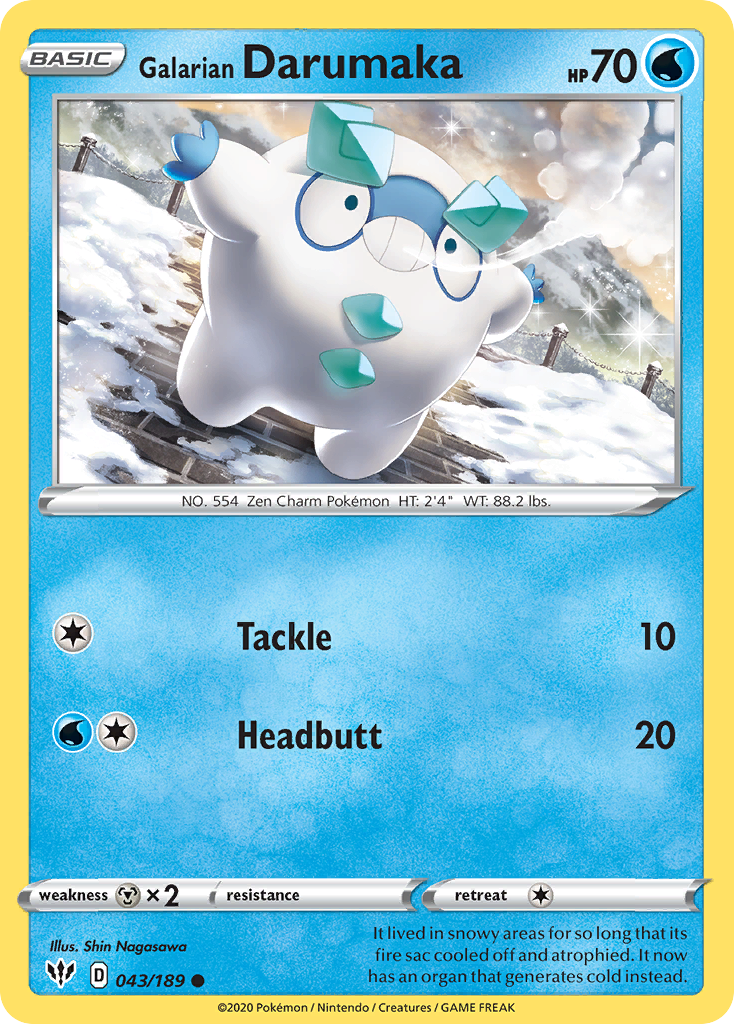 BASIC
Galarian Darumaka HP 70
NO. 554 Zen Charm Pokémon HT: 2'4" WT: 88.2 lbs.
Tackle 10
Headbutt 20
weakness ×2 resistance retreat
Illus. Shin Nagasawa
It lived in snowy areas for so long that its
fire sac cooled off and atrophied. It now
has an organ that generates cold instead.
D 043/189
©2020 Pokémon / Nintendo / Creatures / GAME FREAK